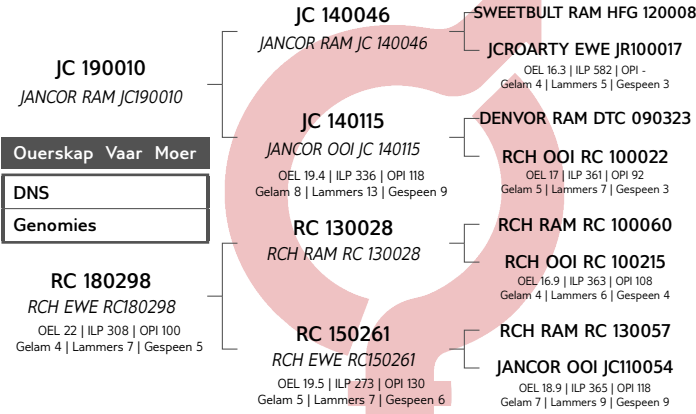 JC 190010
JANCOR RAM JC190010
Ouerskap Vaar Moer
DNS
Genomies
RC 180298
RCH EWE RC180298
OEL 22 | ILP 308 | OPI 100
Gelam 4 | Lammers 7 | Gespeen 5
JC 140046
JANCOR RAM JC 140046
JC 140115
JANCOR OOI JC 140115
OEL 19.4 | ILP 336 | OPI 118
Gelam 8 | Lammers 13 | Gespeen 9
RC 130028
RCH RAM RC 130028
RC 150261
RCH EWE RC150261
OEL 19.5 | ILP 273 | OPI 130
Gelam 5 | Lammers 7 | Gespeen 6
SWEETBULT RAM HFG 120008
JCROARTY EWE JR100017
OEL 16.3 | ILP 582 | OPI -
Gelam 4 | Lammers 5 | Gespeen 3
DENVOR RAM DTC 090323
RCH OOI RC 100022
OEL 17 | ILP 361 | OPI 92
Gelam 5 | Lammers 7 | Gespeen 3
RCH RAM RC 100060
RCH OOI RC 100215
OEL 16.9 | ILP 363 | OPI 108
Gelam 4 | Lammers 6 | Gespeen 4
RCH RAM RC 130057
JANCOR OOI JC110054
OEL 18.9 | ILP 365 | OPI 118
Gelam 7 | Lammers 9 | Gespeen 9